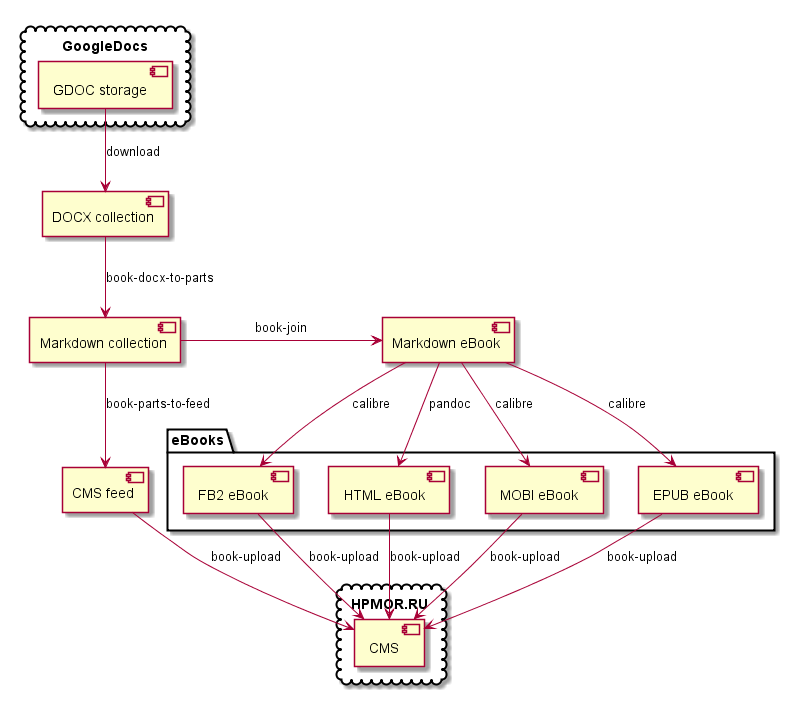 GoogleDocs
GDOC storage
download
DOCX collection
book-docx-to-parts
Markdown collection
book-join
Markdown eBook
book-parts-to-feed
calibre
pandoc
calibre
calibre
eBooks
CMS feed
FB2 eBook
HTML eBook
MOBI eBook
EPUB eBook
book-upload
book-upload
book-upload
book-upload
book-upload
HPMOR.RU
CMS